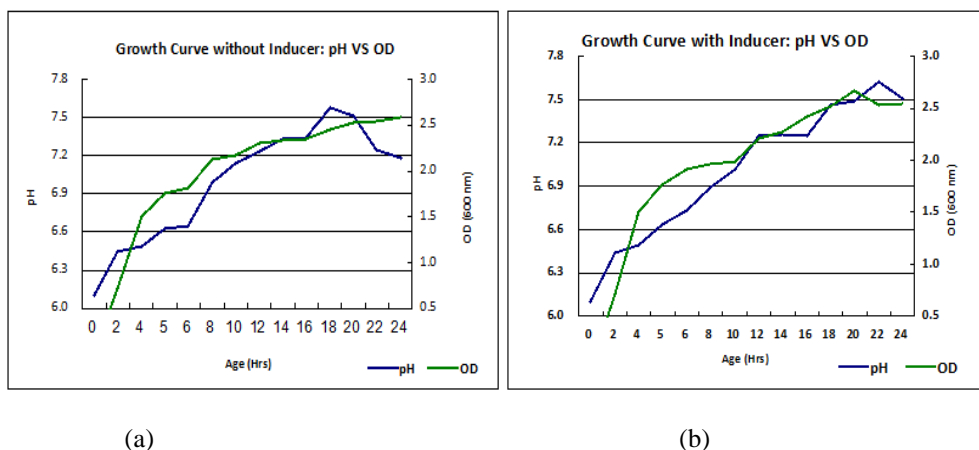 Growth Curve without Inducer: pH VS OD
7.8
7.5
7.2
6.9
6.6
6.3
6.0
pH
3.0
2.5
2.0
1.5
1.0
0.5
OD (600 nm)
0 2 4 5 6 8 10 12 14 16 18 20 22 24
Age (Hrs)
pH OD
(a)
Growth Curve with Inducer: pH VS OD
7.8
7.5
7.2
6.9
6.6
6.3
6.0
pH
3.0
2.5
2.0
1.5
1.0
0.5
OD (600 nm)
0 2 4 5 6 8 10 12 14 16 18 20 22 24
Age (Hrs)
pH OD
(b)